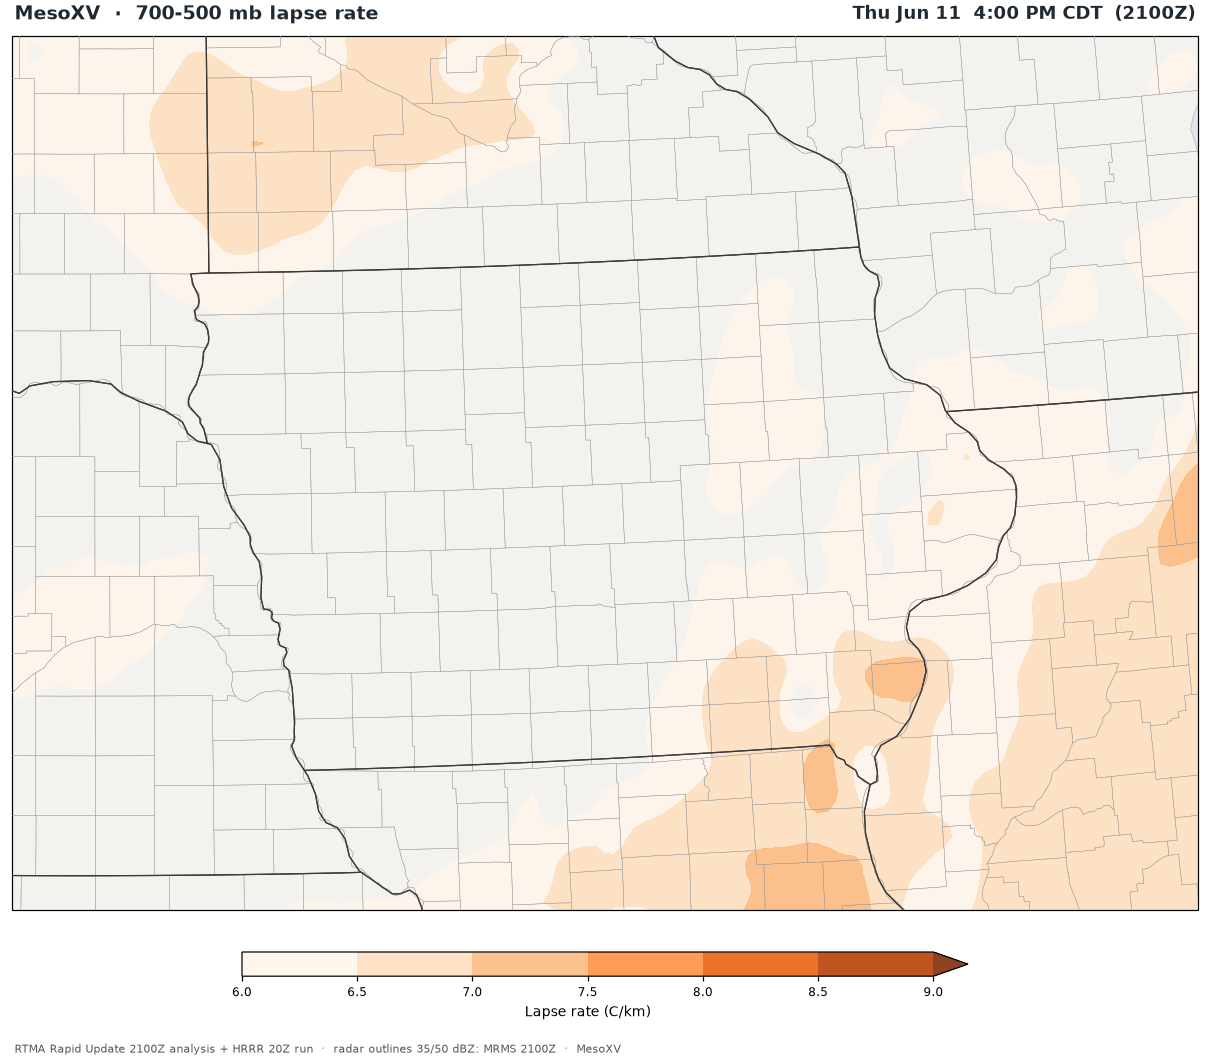 MesoXV · 700-500 mb lapse rate
Thu Jun 11 4:00 PM CDT (2100Z)
6.0 6.5 7.0 7.5 8.0 8.5 9.0
Lapse rate (C/km)
RTMA Rapid Update 2100Z analysis + HRRR 20Z run · radar outlines 35/50 dBZ: MRMS 2100Z · MesoXV